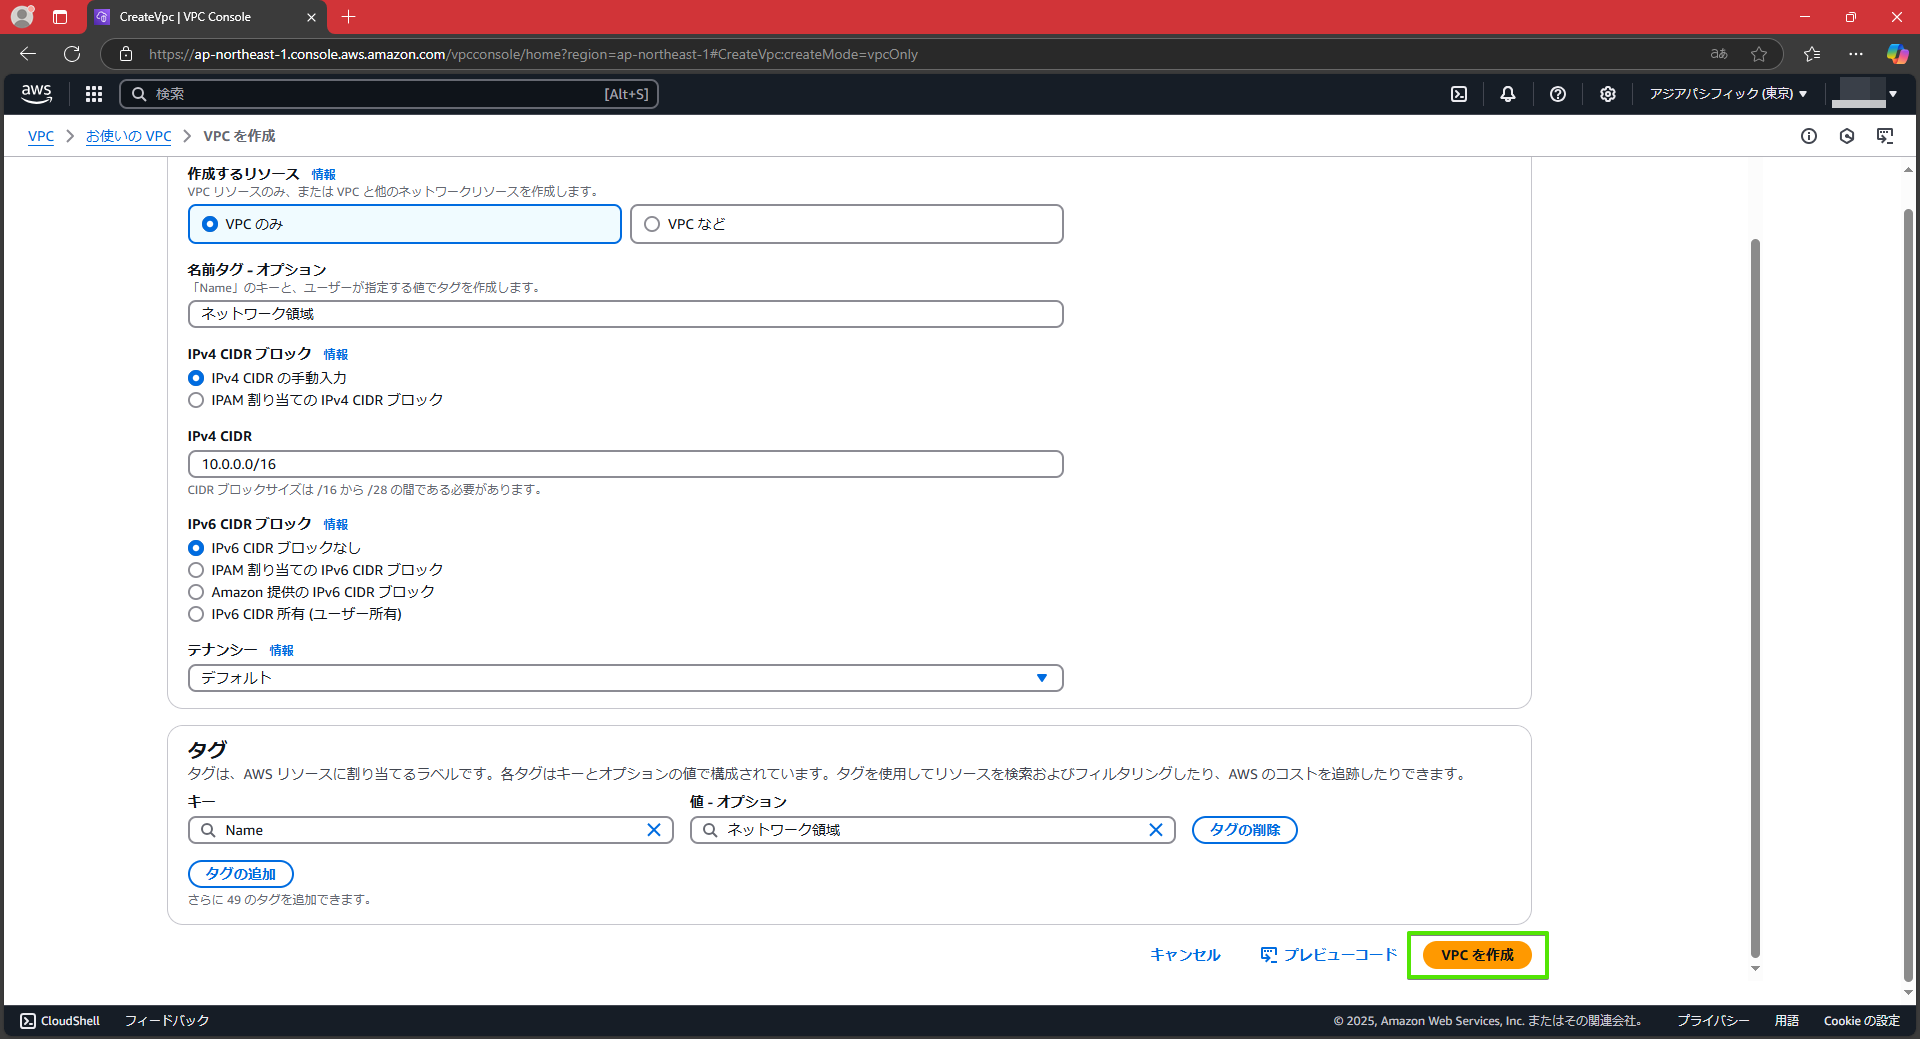 CreateVpc | VPC Console
https://ap-northeast-1.console.aws.amazon.com/vpcconsole/home?region=ap-northeast-1#CreateVpc:createMode=vpcOnly
aあ
aws
検索 [Alt+S]
アジアパシフィック (東京)
VPC > お使いの VPC > VPC を作成
作成するリソース 情報
VPC リソースのみ、または VPC と他のネットワークリソースを作成します。
VPC のみ
VPC など
名前タグ - オプション
「Name」のキーと、ユーザーが指定する値でタグを作成します。
ネットワーク領域
IPv4 CIDR ブロック 情報
IPv4 CIDR の手動入力
IPAM 割り当ての IPv4 CIDR ブロック
IPv4 CIDR
10.0.0.0/16
CIDR ブロックサイズは /16 から /28 の間である必要があります。
IPv6 CIDR ブロック 情報
IPv6 CIDR ブロックなし
IPAM 割り当ての IPv6 CIDR ブロック
Amazon 提供の IPv6 CIDR ブロック
IPv6 CIDR 所有 (ユーザー所有)
テナンシー 情報
デフォルト
タグ
タグは、AWS リソースに割り当てるラベルです。各タグはキーとオプションの値で構成されています。タグを使用してリソースを検索およびフィルタリングしたり、AWS のコストを追跡したりできます。
キー
値 - オプション
Name
ネットワーク領域
タグの削除
タグの追加
さらに 49 のタグを追加できます。
キャンセル
プレビューコード
VPC を作成
CloudShell
フィードバック
© 2025, Amazon Web Services, Inc. またはその関連会社。
プライバシー
用語
Cookie の設定